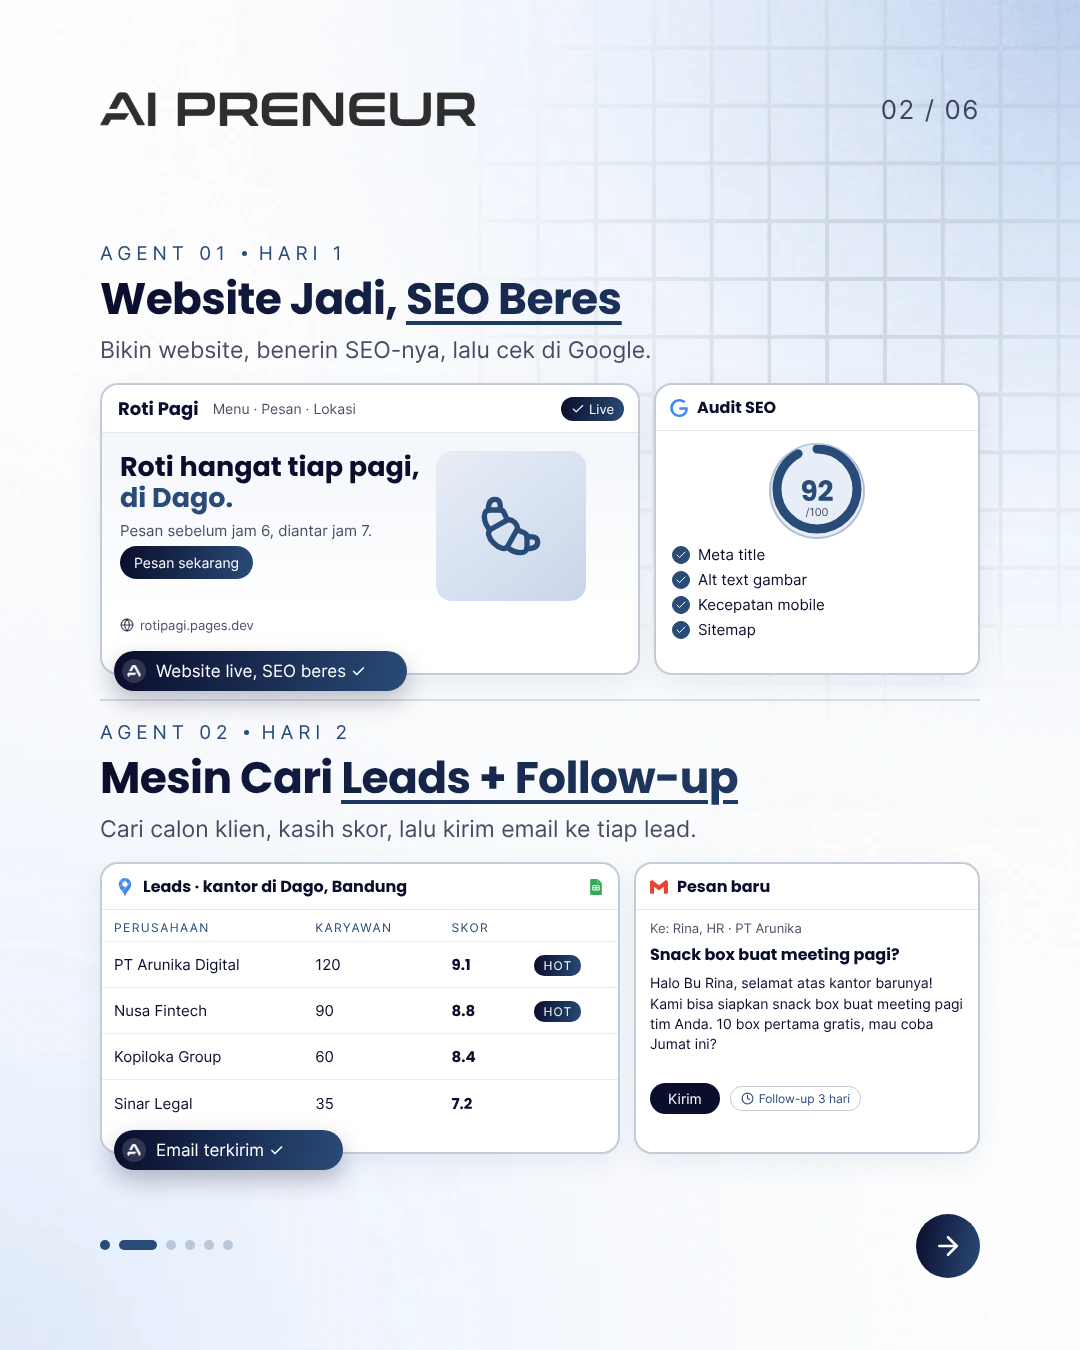 AI PRENEUR
02 / 06
AGENT 01 • HARI 1
Website Jadi, SEO Beres
Bikin website, benerin SEO-nya, lalu cek di Google.
Roti Pagi Menu · Pesan · Lokasi
Live
Roti hangat tiap pagi,
di Dago.
Pesan sebelum jam 6, diantar jam 7.
Pesan sekarang
rotipagi.pages.dev
Website live, SEO beres ✓
Audit SEO
92
/100
Meta title
Alt text gambar
Kecepatan mobile
Sitemap
AGENT 02 • HARI 2
Mesin Cari Leads + Follow-up
Cari calon klien, kasih skor, lalu kirim email ke tiap lead.
Leads · kantor di Dago, Bandung
PERUSAHAAN KARYAWAN SKOR
PT Arunika Digital 120 9.1 HOT
Nusa Fintech 90 8.8 HOT
Kopiloka Group 60 8.4
Sinar Legal 35 7.2
Email terkirim ✓
Pesan baru
Ke: Rina, HR · PT Arunika
Snack box buat meeting pagi?
Halo Bu Rina, selamat atas kantor barunya!
Kami bisa siapkan snack box buat meeting pagi
tim Anda. 10 box pertama gratis, mau coba
Jumat ini?
Kirim
Follow-up 3 hari